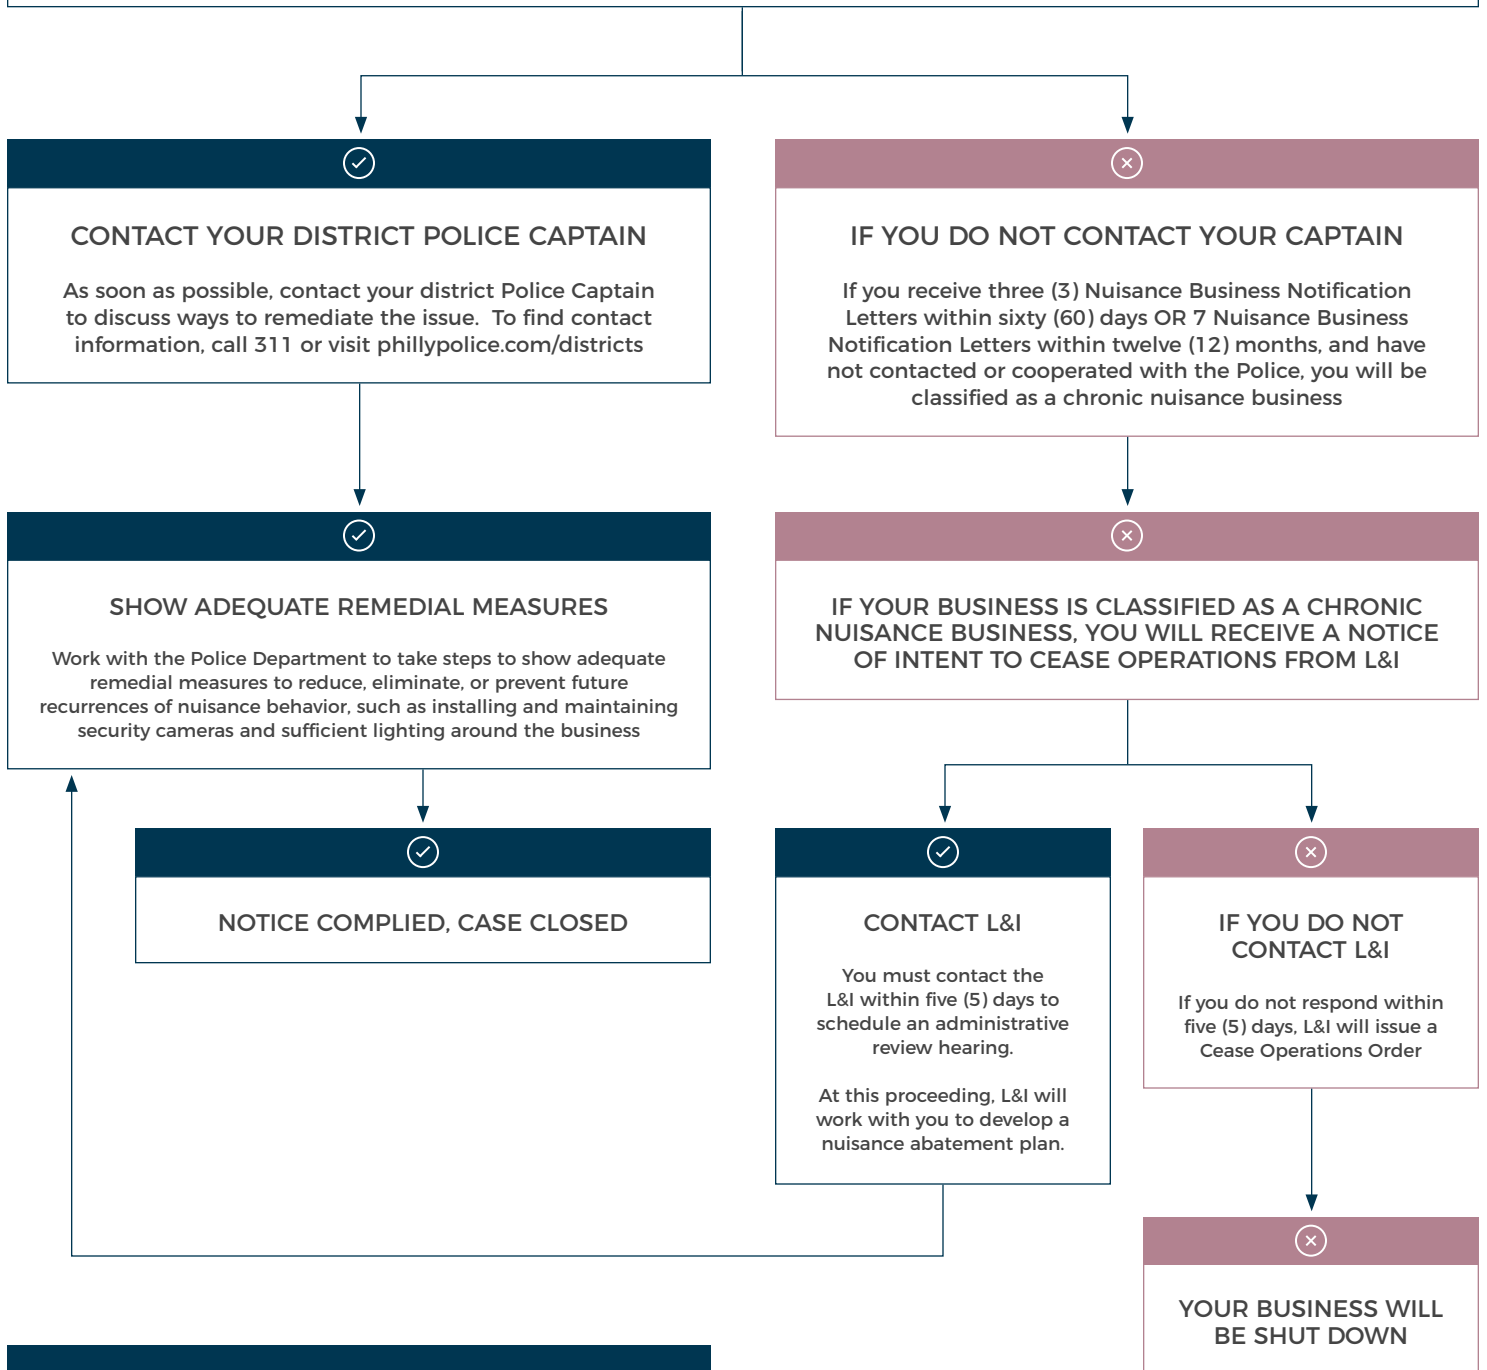 CONTACT YOUR DISTRICT POLICE CAPTAIN
As soon as possible, contact your district Police Captain
to discuss ways to remediate the issue.  To find contact
information, call 311 or visit phillypolice.com/districts
IF YOU DO NOT CONTACT YOUR CAPTAIN
If you receive three (3) Nuisance Business Notification
Letters within sixty (60) days OR 7 Nuisance Business
Notification Letters within twelve (12) months, and have
not contacted or cooperated with the Police, you will be
classified as a chronic nuisance business
SHOW ADEQUATE REMEDIAL MEASURES
Work with the Police Department to take steps to show adequate
remedial measures to reduce, eliminate, or prevent future
recurrences of nuisance behavior, such as installing and maintaining
security cameras and sufficient lighting around the business
IF YOUR BUSINESS IS CLASSIFIED AS A CHRONIC
NUISANCE BUSINESS, YOU WILL RECEIVE A NOTICE
OF INTENT TO CEASE OPERATIONS FROM L&I
NOTICE COMPLIED, CASE CLOSED
CONTACT L&I
You must contact the
L&I within five (5) days to
schedule an administrative
review hearing.
At this proceeding, L&I will
work with you to develop a
nuisance abatement plan.
IF YOU DO NOT
CONTACT L&I
If you do not respond within
five (5) days, L&I will issue a
Cease Operations Order
YOUR BUSINESS WILL
BE SHUT DOWN